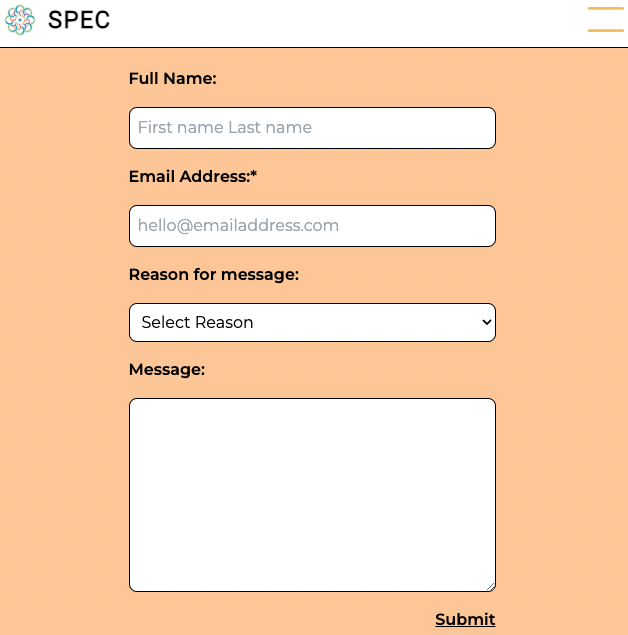 SPEC
Full Name:
First name Last name
Email Address:*
hello@emailaddress.com
Reason for message:
Select Reason
Message:
Submit